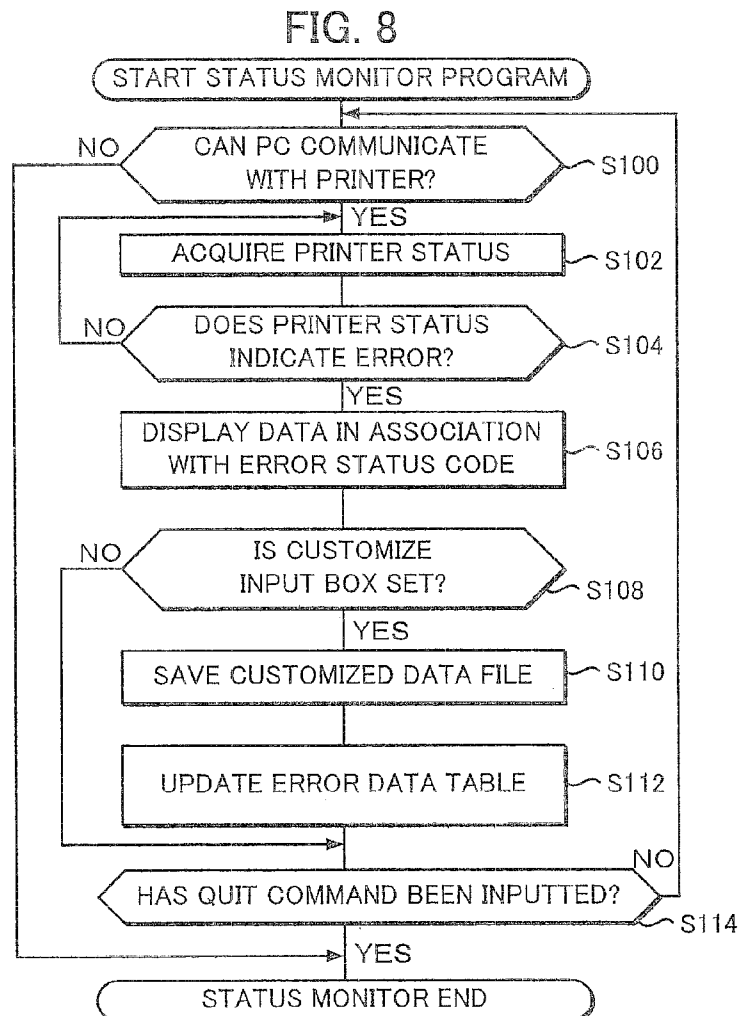 FIG. 8
START STATUS MONITOR PROGRAM
NO
CAN PC COMMUNICATE
WITH PRINTER?
S100
YES
ACQUIRE PRINTER STATUS
S102
NO
DOES PRINTER STATUS
INDICATE ERROR?
S104
YES
DISPLAY DATA IN ASSOCIATION
WITH ERROR STATUS CODE
S106
NO
IS CUSTOMIZE
INPUT BOX SET?
S108
YES
SAVE CUSTOMIZED DATA FILE
S110
UPDATE ERROR DATA TABLE
S112
NO
HAS QUIT COMMAND BEEN INPUTTED?
S114
YES
STATUS MONITOR END